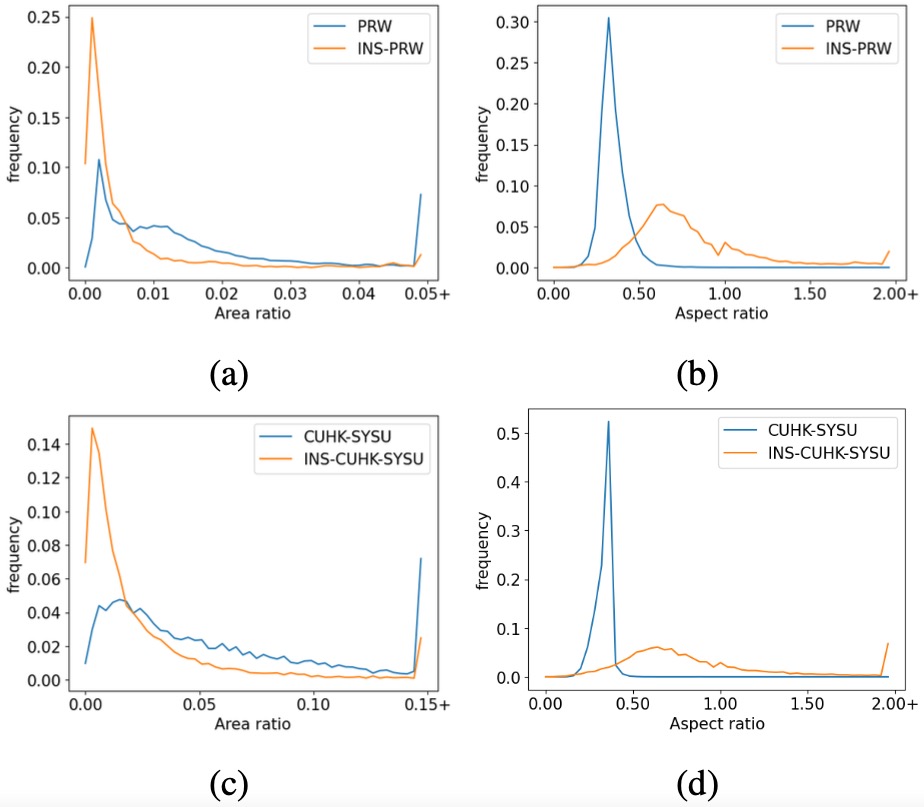 0.25
0.20
0.15
0.10
0.05
0.00
frequency
PRW
INS-PRW
0.00 0.01 0.02 0.03 0.04 0.05+
Area ratio
(a)
0.30
0.25
0.20
0.15
0.10
0.05
0.00
frequency
PRW
INS-PRW
0.00 0.50 1.00 1.50 2.00+
Aspect ratio
(b)
0.14
0.12
0.10
0.08
0.06
0.04
0.02
0.00
frequency
CUHK-SYSU
INS-CUHK-SYSU
0.00 0.05 0.10 0.15+
Area ratio
(c)
0.5
0.4
0.3
0.2
0.1
0.0
frequency
CUHK-SYSU
INS-CUHK-SYSU
0.00 0.50 1.00 1.50 2.00+
Aspect ratio
(d)